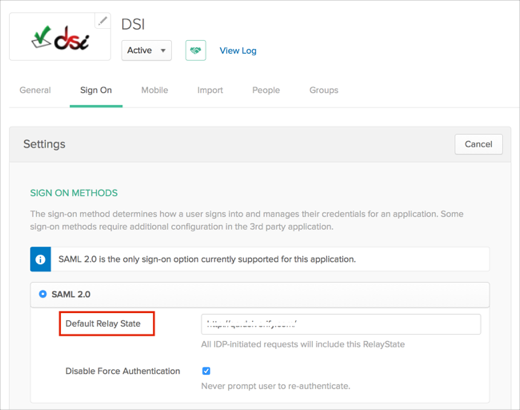 dsi
DSI
Active
View Log
General
Sign On
Mobile
Import
People
Groups
Settings
Cancel
SIGN ON METHODS
The sign-on method determines how a user signs into and manages their credentials for an application. Some
sign-on methods require additional configuration in the 3rd party application.
SAML 2.0 is the only sign-on option currently supported for this application.
SAML 2.0
Default Relay State
All IDP-initiated requests will include this RelayState
Disable Force Authentication
Never prompt user to re-authenticate.